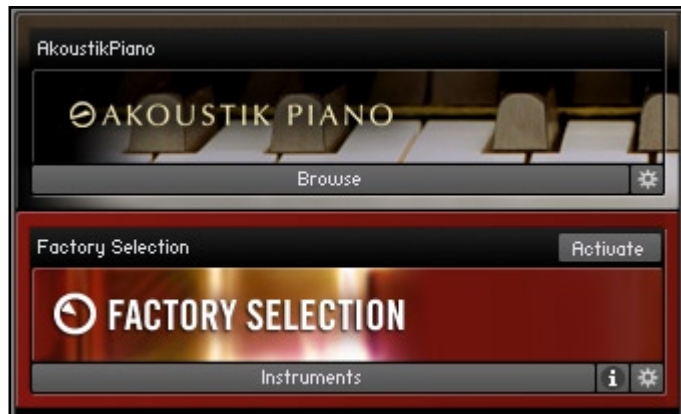 AkoustikPiano
AKOUSTIK PIANO
Browse
Factory Selection
Activate
FACTORY SELECTION
Instruments